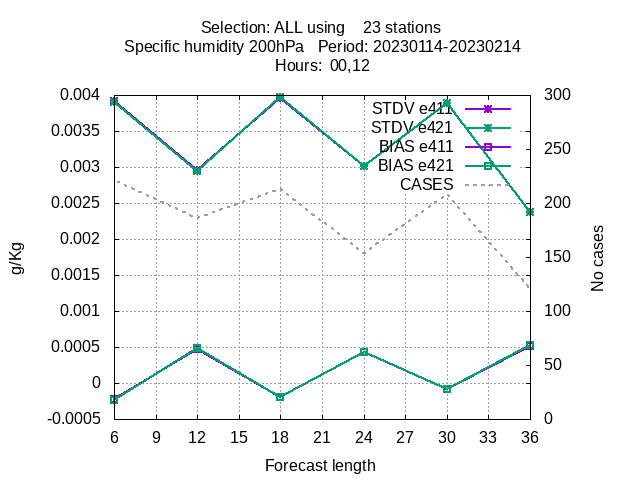 Selection: ALL using    23 stations
Specific humidity 200hPa   Period: 20230114-20230214
Hours:  00,12
0.004
0.0035
0.003
0.0025
0.002
0.0015
0.001
0.0005
0
-0.0005
g/Kg
STDV e411
STDV e421
BIAS e411
BIAS e421
CASES
300
250
200
150
100
50
0
No cases
6 9 12 15 18 21 24 27 30 33 36
Forecast length